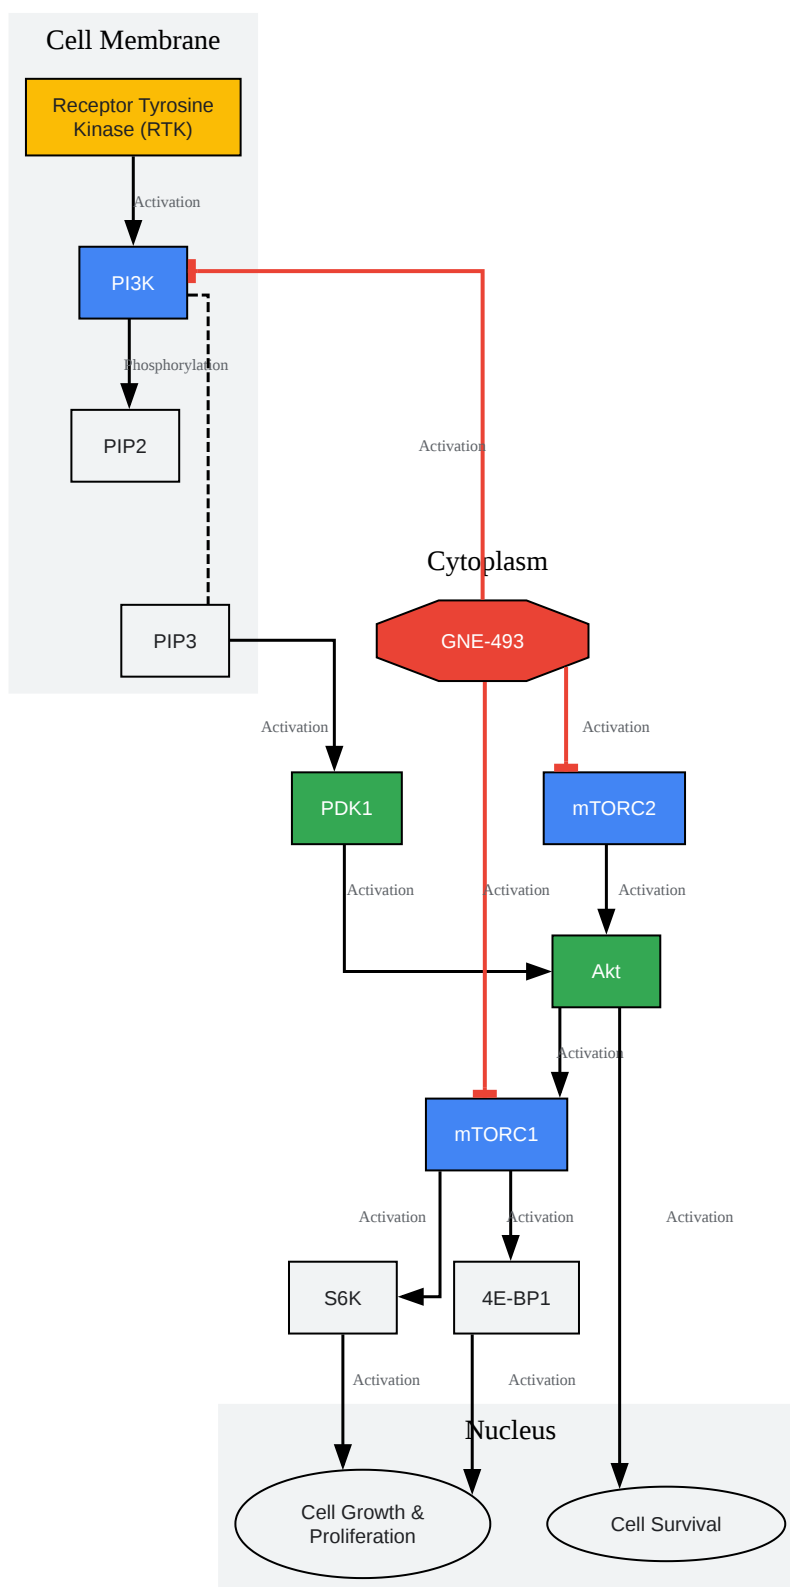 Cell Membrane
Receptor Tyrosine
Kinase (RTK)
Activation
PI3K
Phosphorylation
PIP2
Activation
Cytoplasm
PIP3
GNE-493
Activation
Activation
PDK1
mTORC2
Activation
Activation
Activation
Akt
Activation
mTORC1
Activation
Activation
Activation
S6K
4E-BP1
Activation
Activation
Nucleus
Cell Growth &
Proliferation
Cell Survival